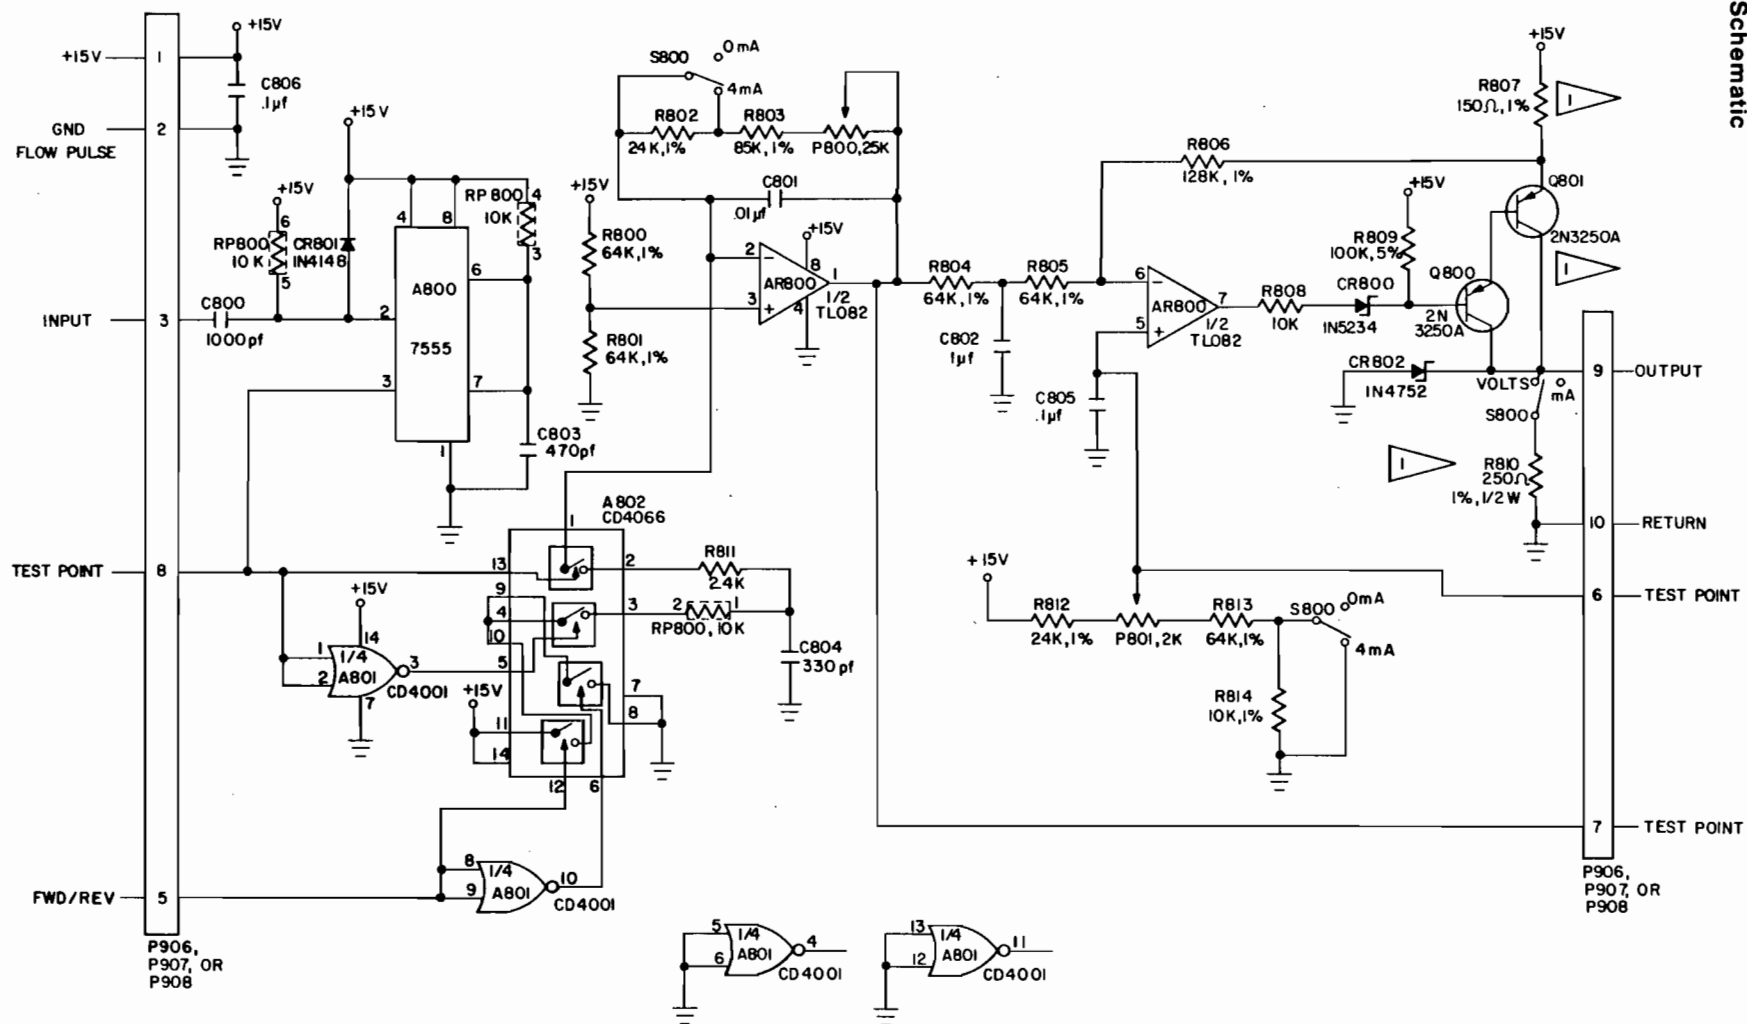 Schematic
+15V
1
GND
2
FLOW PULSE
INPUT
3
TEST POINT
8
FWD/REV
5
P906,
P907, OR
P908
+15V
C806
.1µf
+15V
6
RP800
10K
5
CR801
1N4148
C800
1000pf
+15V
4
8
2
3
6
7
1
A800
7555
RP800
4
10K
3
C803
470pf
+15V
R800
64K,1%
R801
64K,1%
S800
0mA
4mA
R802
24K,1%
R803
85K,1%
P800,25K
C801
.01µf
+15V
2
-
3
+
8
4
1
AR800
1/2
TL082
R804
64K,1%
R805
64K,1%
C802
1µf
R806
128K, 1%
6
-
5
+
7
AR800
1/2
TL082
C805
.1µf
R808
10K
CR800
1N5234
+15V
R809
100K,5%
Q800
2N
3250A
+15V
R807
150Ω,1%
1
Q801
2N3250A
1
CR802
1N4752
VOLTS
mA
S800
R810
250Ω
1%,1/2W
1
9
OUTPUT
10
RETURN
6
TEST POINT
7
TEST POINT
P906,
P907, OR
P908
A802
CD4066
1
13
2
9
4
3
10
5
7
8
11
14
12
6
R811
2.4K
2
1
RP800, 10K
C804
330pf
+15V
14
1
2
3
7
1/4
A801
CD4001
+15V
8
9
10
1/4
A801
CD4001
+15V
R812
24K,1%
P801,2K
R813
64K,1%
S800
0mA
4mA
R814
10K,1%
5
6
4
1/4
A801
CD4001
13
12
11
1/4
A801
CD4001